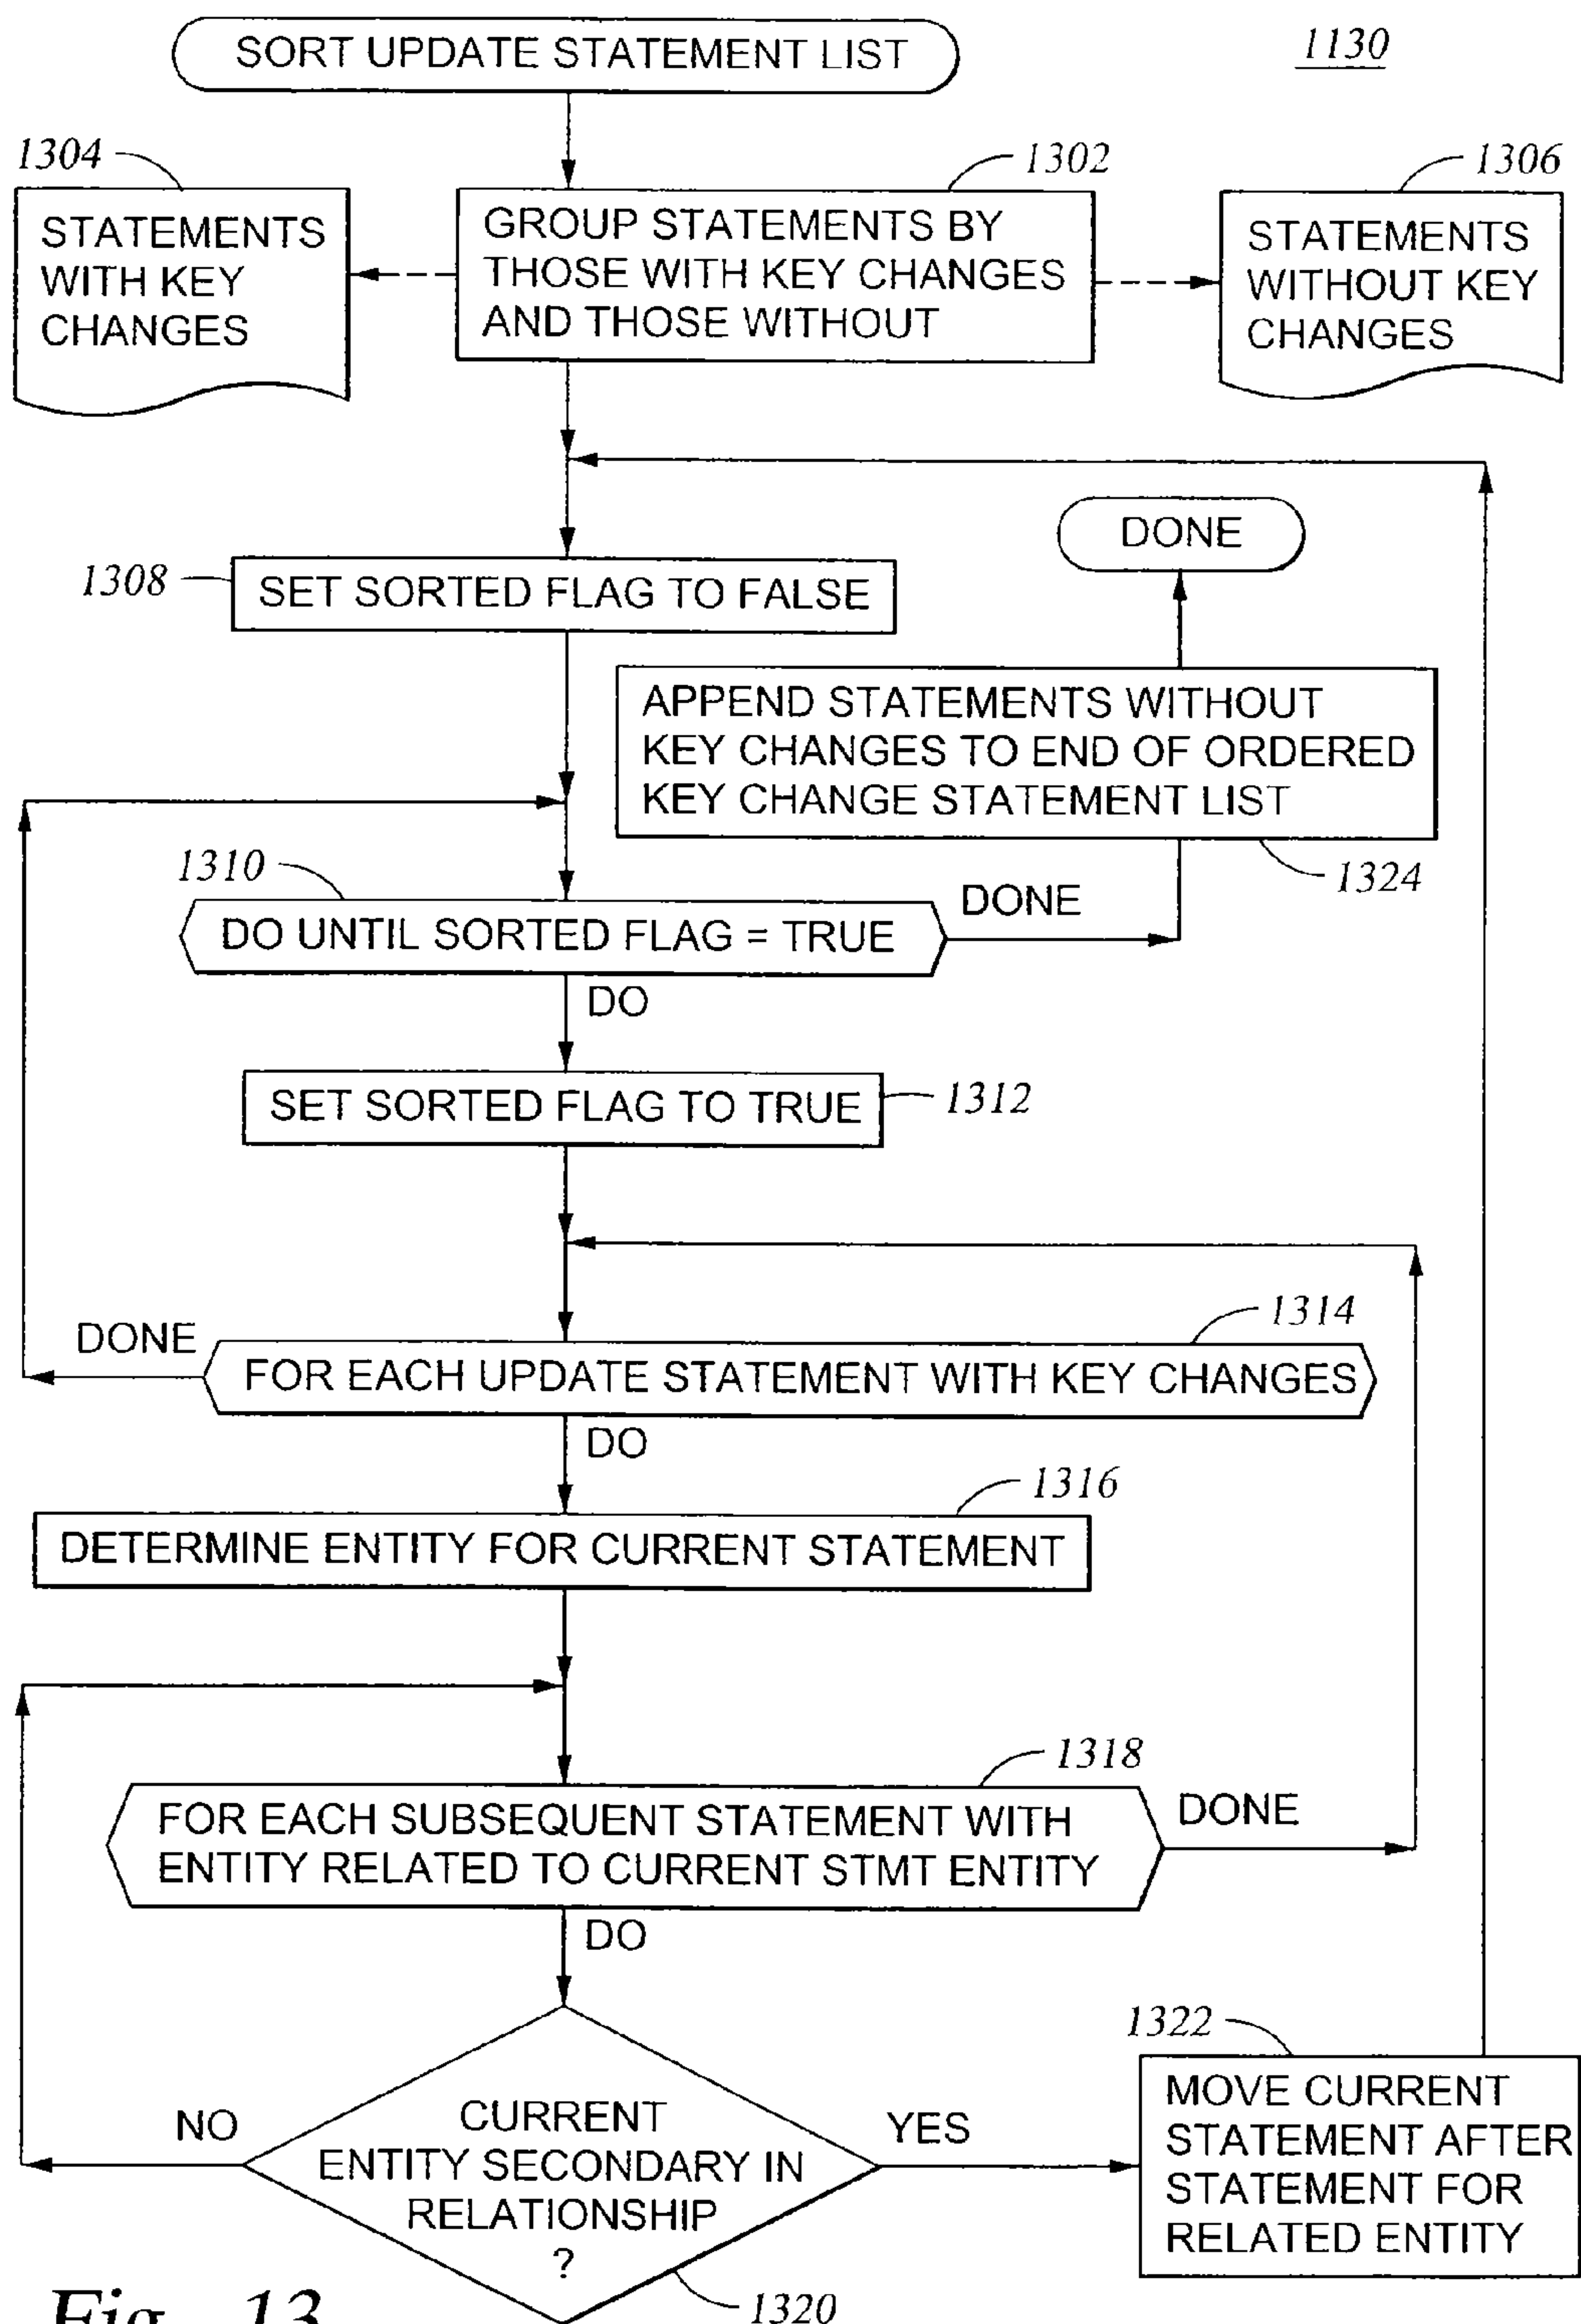 SORT UPDATE STATEMENT LIST
1130
1304
1302
1306
STATEMENTS
WITH KEY
CHANGES
GROUP STATEMENTS BY
THOSE WITH KEY CHANGES
AND THOSE WITHOUT
STATEMENTS
WITHOUT KEY
CHANGES
DONE
1308
SET SORTED FLAG TO FALSE
APPEND STATEMENTS WITHOUT
KEY CHANGES TO END OF ORDERED
KEY CHANGE STATEMENT LIST
1324
1310
DO UNTIL SORTED FLAG = TRUE
DONE
DO
SET SORTED FLAG TO TRUE
1312
1314
DONE
FOR EACH UPDATE STATEMENT WITH KEY CHANGES
DO
1316
DETERMINE ENTITY FOR CURRENT STATEMENT
1318
FOR EACH SUBSEQUENT STATEMENT WITH
ENTITY RELATED TO CURRENT STMT ENTITY
DONE
DO
1322
NO
CURRENT
ENTITY SECONDARY IN
RELATIONSHIP
?
YES
MOVE CURRENT
STATEMENT AFTER
STATEMENT FOR
RELATED ENTITY
1320
Fig. 13